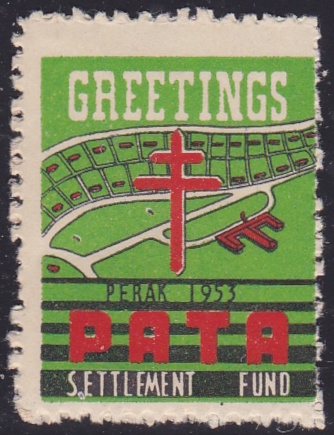 GREETINGS
PERAK 1953
PATA
SETTLEMENT FUND